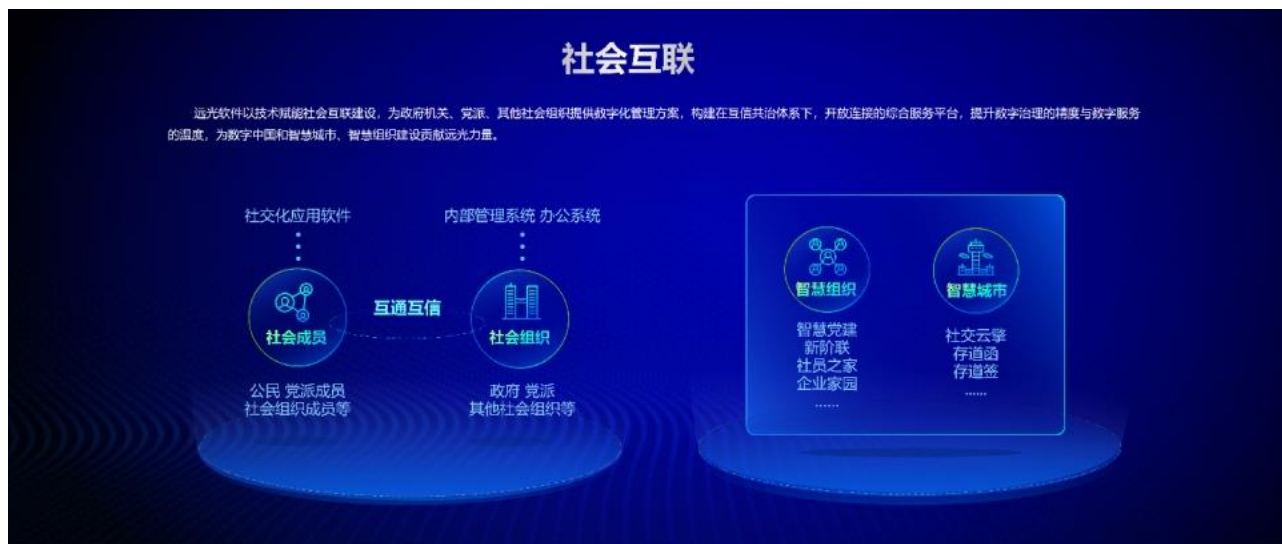 社会互联
远光软件以技术赋能社会互联建设，为政府机关、党派、其他社会组织提供数字化管理方案，构建在互信共治体系下，开放连接的综合服务平台，提升数字治理的精度与数字服务
的温度，为数字中国和智慧城市、智慧组织建设贡献远光力量。
社交化应用软件
内部管理系统 办公系统
社会成员
互通互信
社会组织
公民 党派成员
社会组织成员等
政府 党派
其他社会组织等
智慧组织
智慧党建
新阶联
社员之家
企业家园
……
智慧城市
社交云擎
存道函
存道签
……